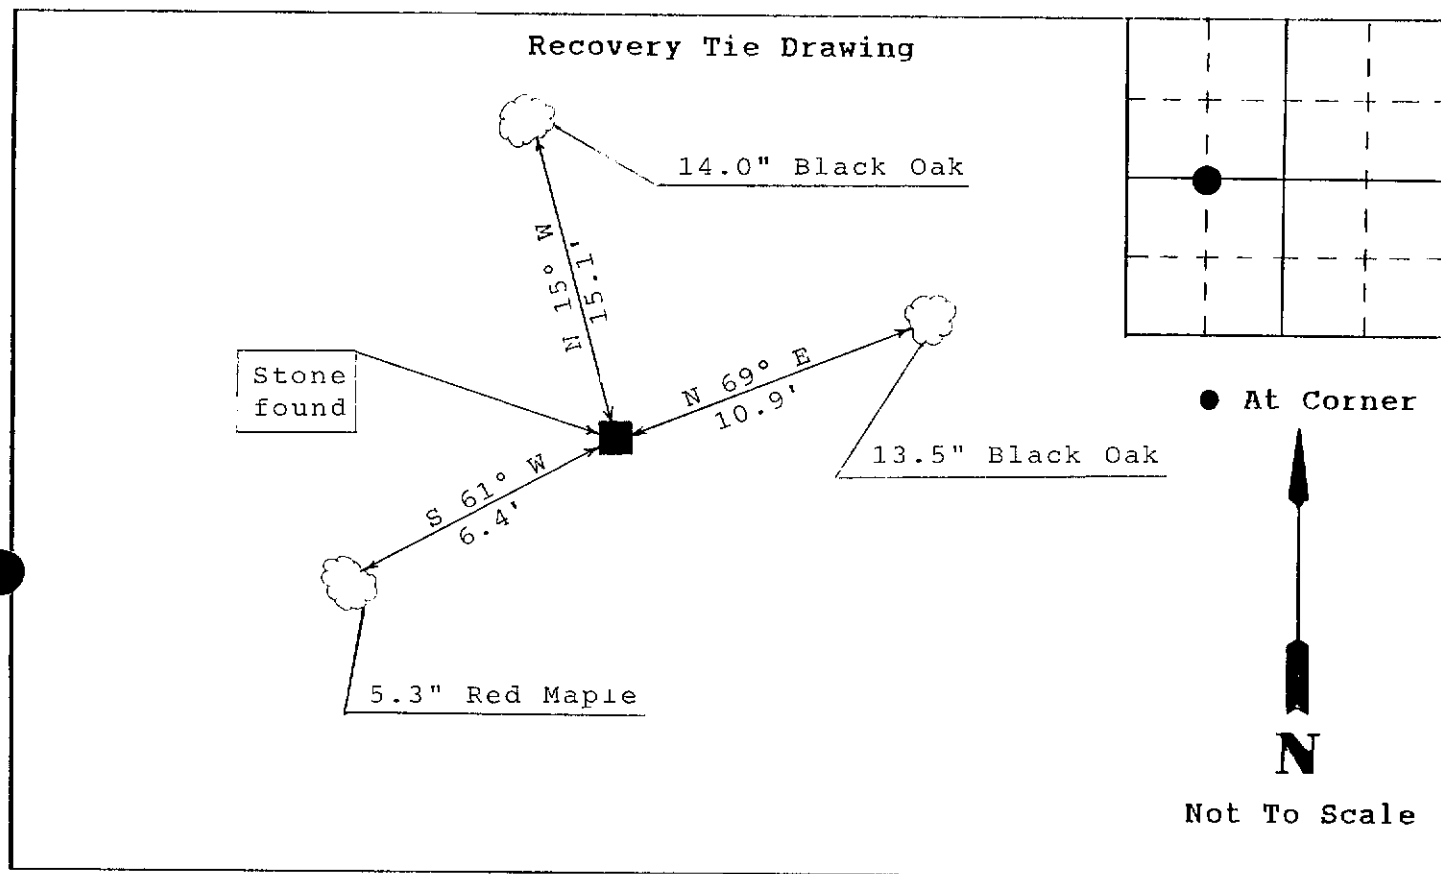 Recovery Tie Drawing
14.0" Black Oak
N 15° W
15.1'
Stone
found
N 69° E
10.9'
At Corner
13.5" Black Oak
S 61° W
6.4'
5.3" Red Maple
N
Not To Scale